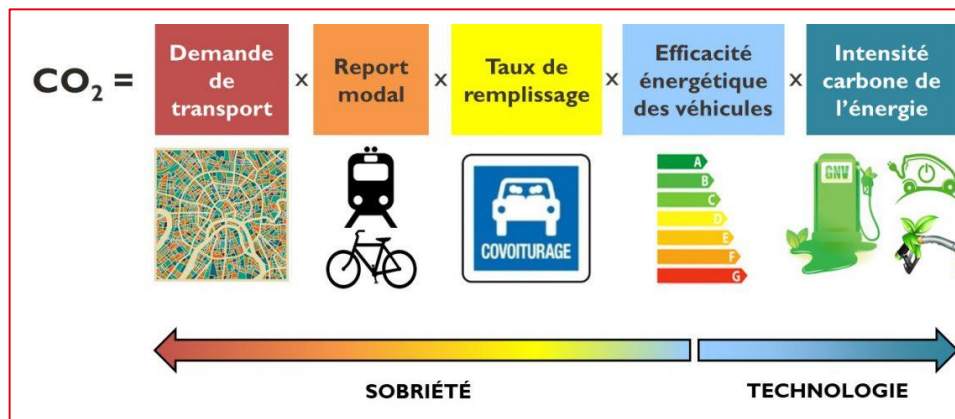 CO₂ =
Demande
de
transport
x
Report
modal
x
Taux de
remplissage
x
Efficacité
énergétique
des véhicules
x
Intensité
carbone de
l'énergie
COVOITURAGE
A
B
C
D
E
F
G
GNV
SOBRIÉTÉ
TECHNOLOGIE